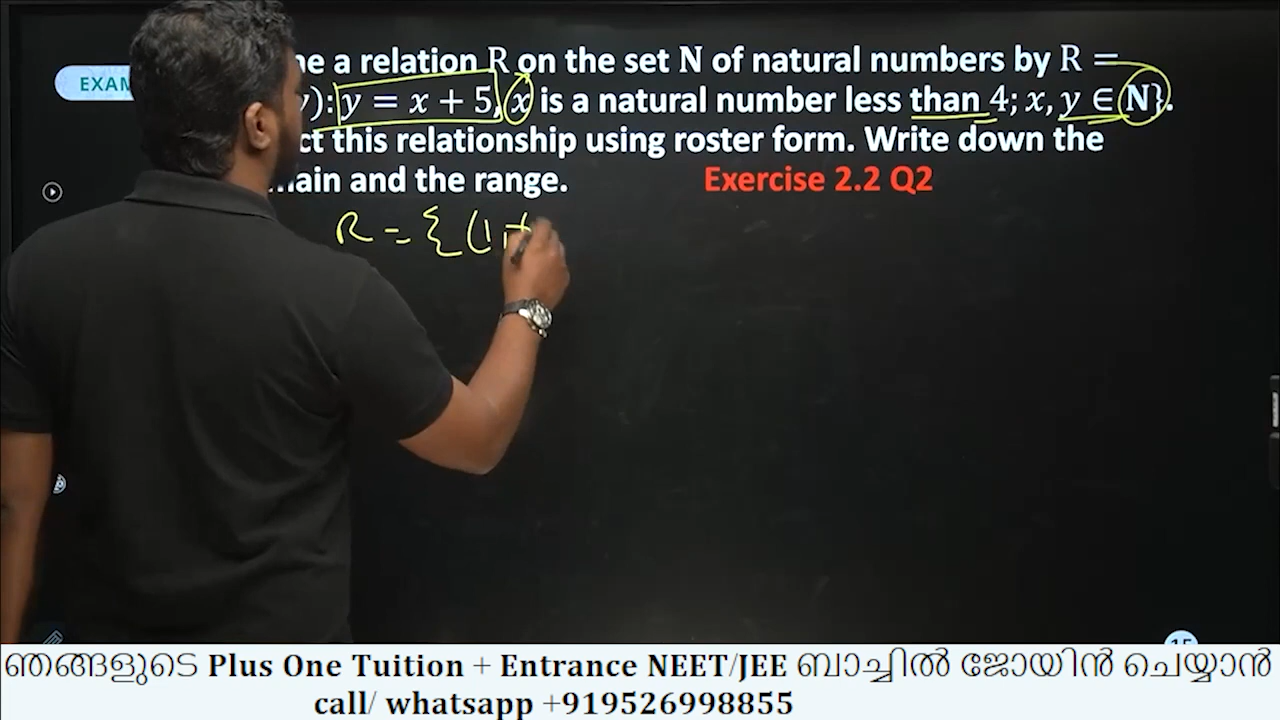 EXAM
ne a relation R on the set N of natural numbers by R =
): y = x + 5, x is a natural number less than 4; x, y ∈ N}.
ct this relationship using roster form. Write down the
main and the range. Exercise 2.2 Q2
R = { (1,
ഞങ്ങളുടെ Plus One Tuition + Entrance NEET/JEE ബാച്ചിൽ ജോയിൻ ചെയ്യാൻ
call/ whatsapp +919526998855